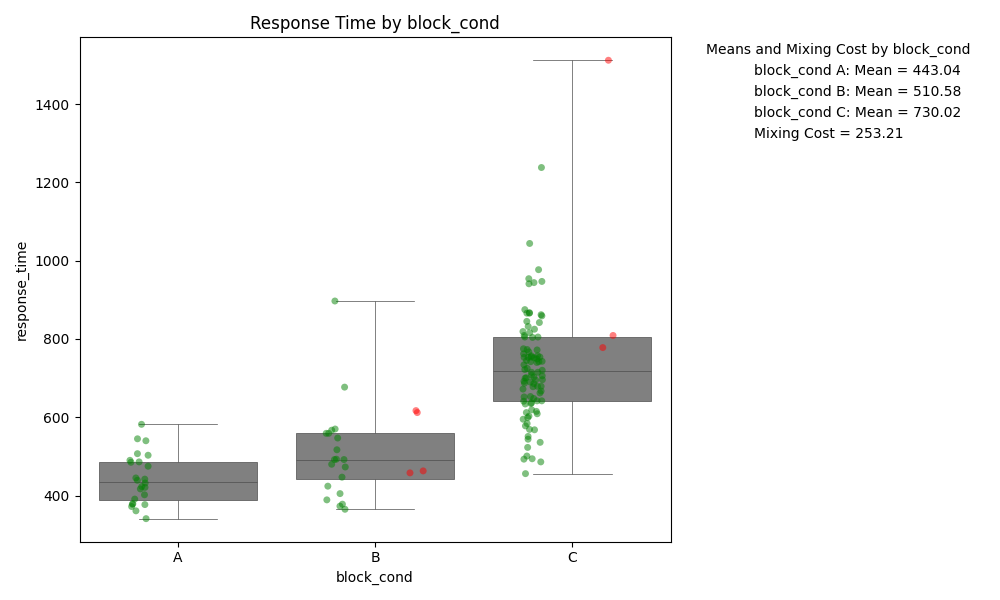 Response Time by block_cond
Means and Mixing Cost by block_cond
block_cond A: Mean = 443.04
block_cond B: Mean = 510.58
block_cond C: Mean = 730.02
Mixing Cost = 253.21
response_time
1400
1200
1000
800
600
400
A
B
C
block_cond